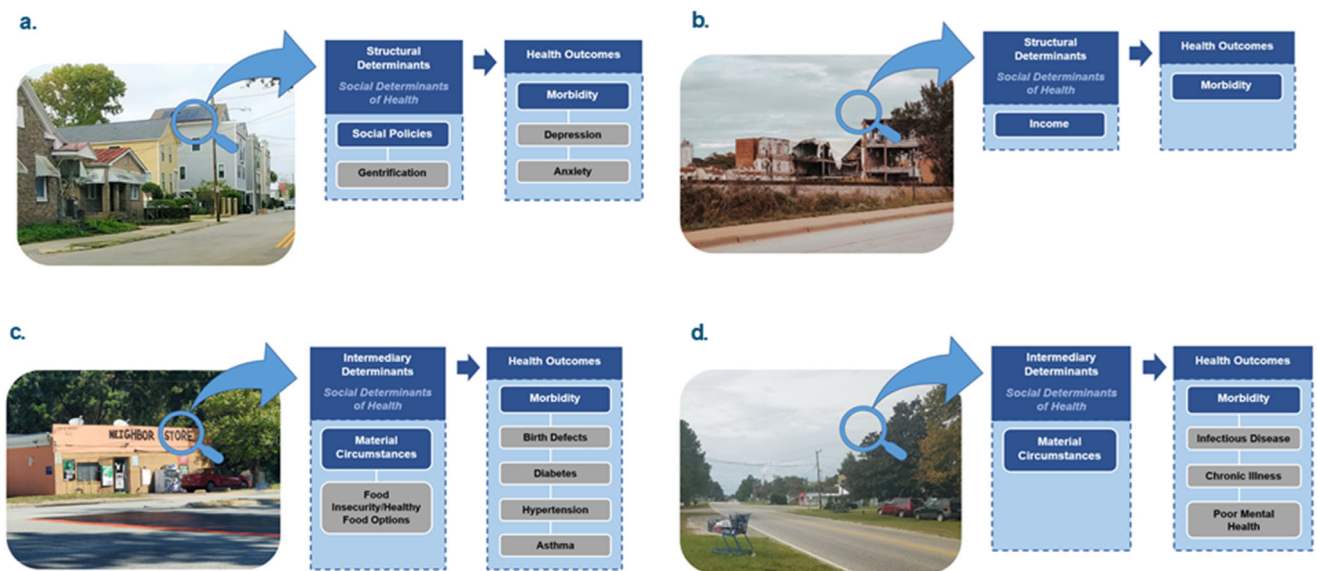 a.
Structural
Determinants
Social Determinants
of Health
Social Policies
Gentrification
Health Outcomes
Morbidity
Depression
Anxiety
b.
Structural
Determinants
Social Determinants
of Health
Income
Health Outcomes
Morbidity
c.
NEIGHBOR STORE
Intermediary
Determinants
Social Determinants
of Health
Material
Circumstances
Food
Insecurity/Healthy
Food Options
Health Outcomes
Morbidity
Birth Defects
Diabetes
Hypertension
Asthma
d.
Intermediary
Determinants
Social Determinants
of Health
Material
Circumstances
Health Outcomes
Morbidity
Infectious Disease
Chronic Illness
Poor Mental
Health